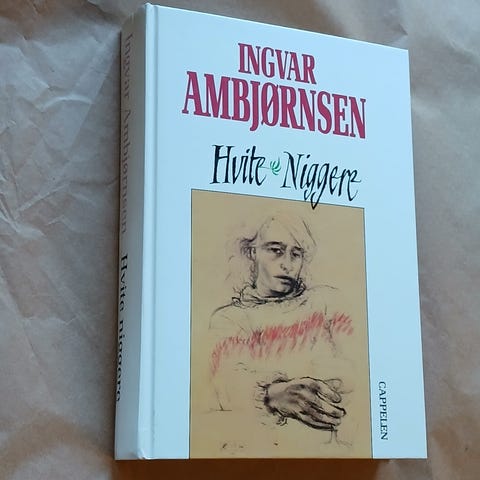 INGVAR
AMBJØRNSEN
Hvite Niggere
CAPPELEN
Ingvar Ambjørnsen Hvite niggere